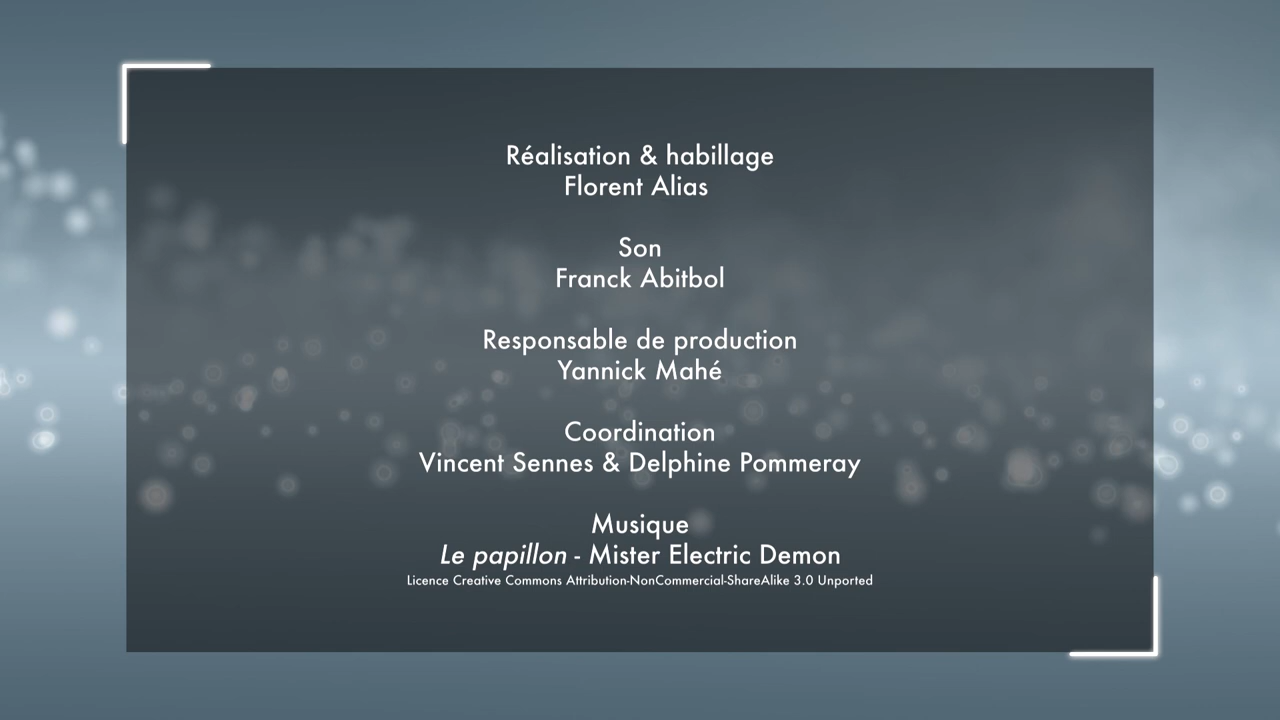 Réalisation & habillage
Florent Alias
Son
Franck Abitbol
Responsable de production
Yannick Mahé
Coordination
Vincent Sennes & Delphine Pommeray
Musique
Le papillon - Mister Electric Demon
Licence Creative Commons Attribution-NonCommercial-ShareAlike 3.0 Unported